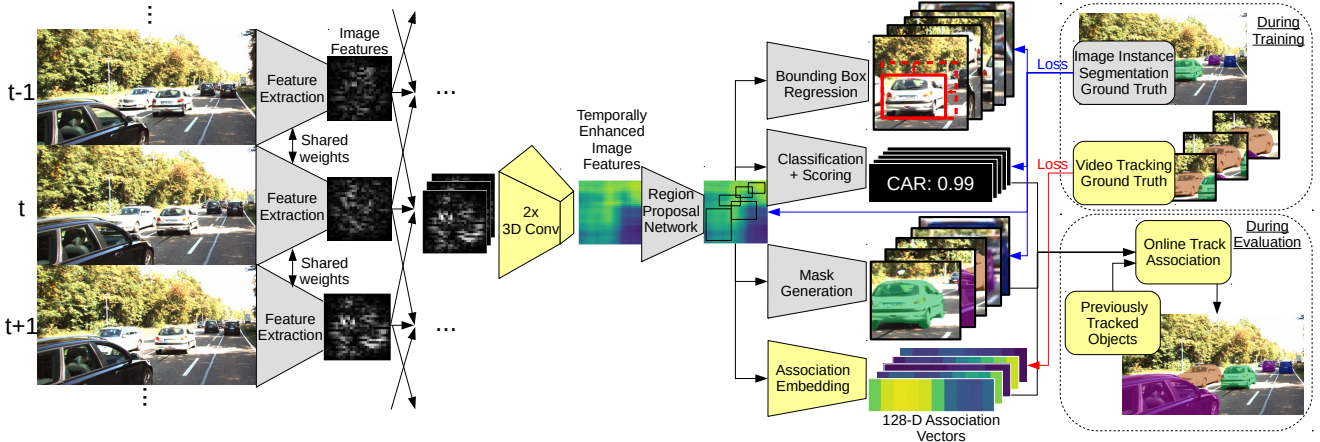 t-1
t
t+1
Feature
Extraction
Shared
weights
Feature
Extraction
Shared
weights
Feature
Extraction
Image
Features
...
...
2x
3D Conv
Temporally
Enhanced
Image
Features
Region
Proposal
Network
Bounding Box
Regression
Classification
+ Scoring
CAR: 0.99
Mask
Generation
Association
Embedding
128-D Association
Vectors
Loss
Loss
During
Training
Image Instance
Segmentation
Ground Truth
Video Tracking
Ground Truth
During
Evaluation
Online Track
Association
Previously
Tracked
Objects